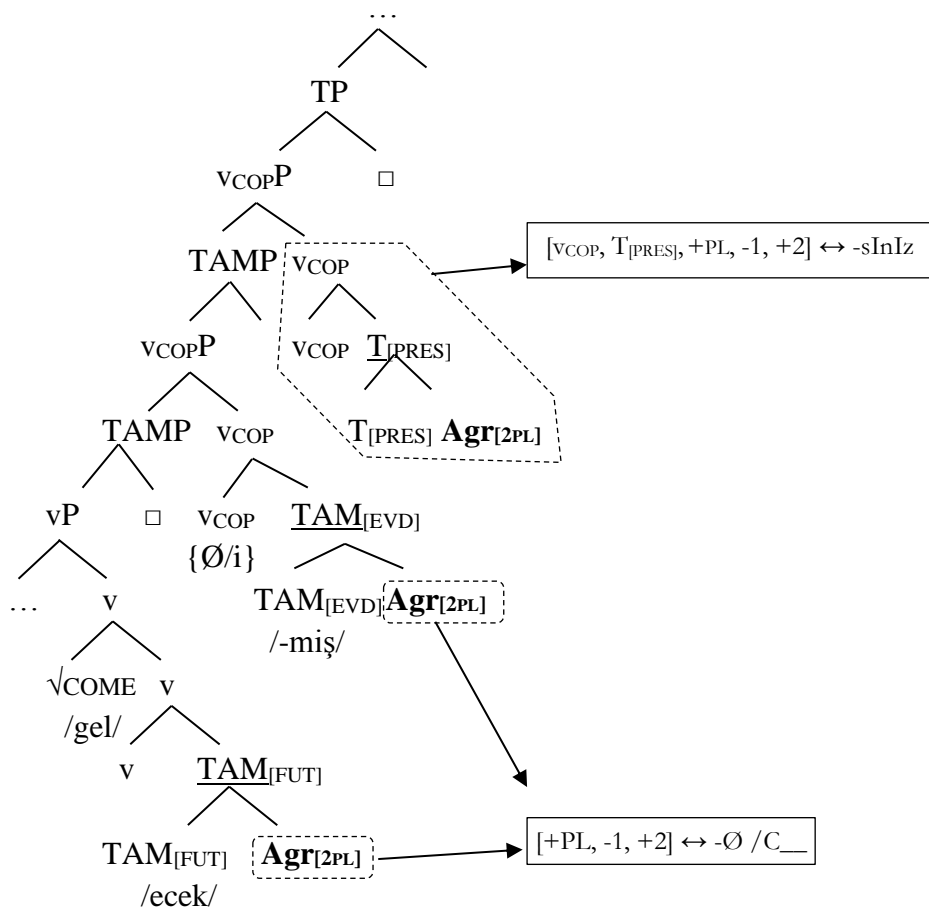 …
TP
vCOPP □
[vCOP, T[PRES], +PL, -1, +2] ↔ -sInIz
TAMP vCOP
vCOPP vCOP T[PRES]
TAMP vCOP T[PRES] Agr[2PL]
vP □ vCOP TAM[EVD]
{Ø/i}
… v TAM[EVD] Agr[2PL]
/-miş/
√COME v
/gel/
v TAM[FUT]
[+PL, -1, +2] ↔ -Ø /C__
TAM[FUT] Agr[2PL]
/ecek/